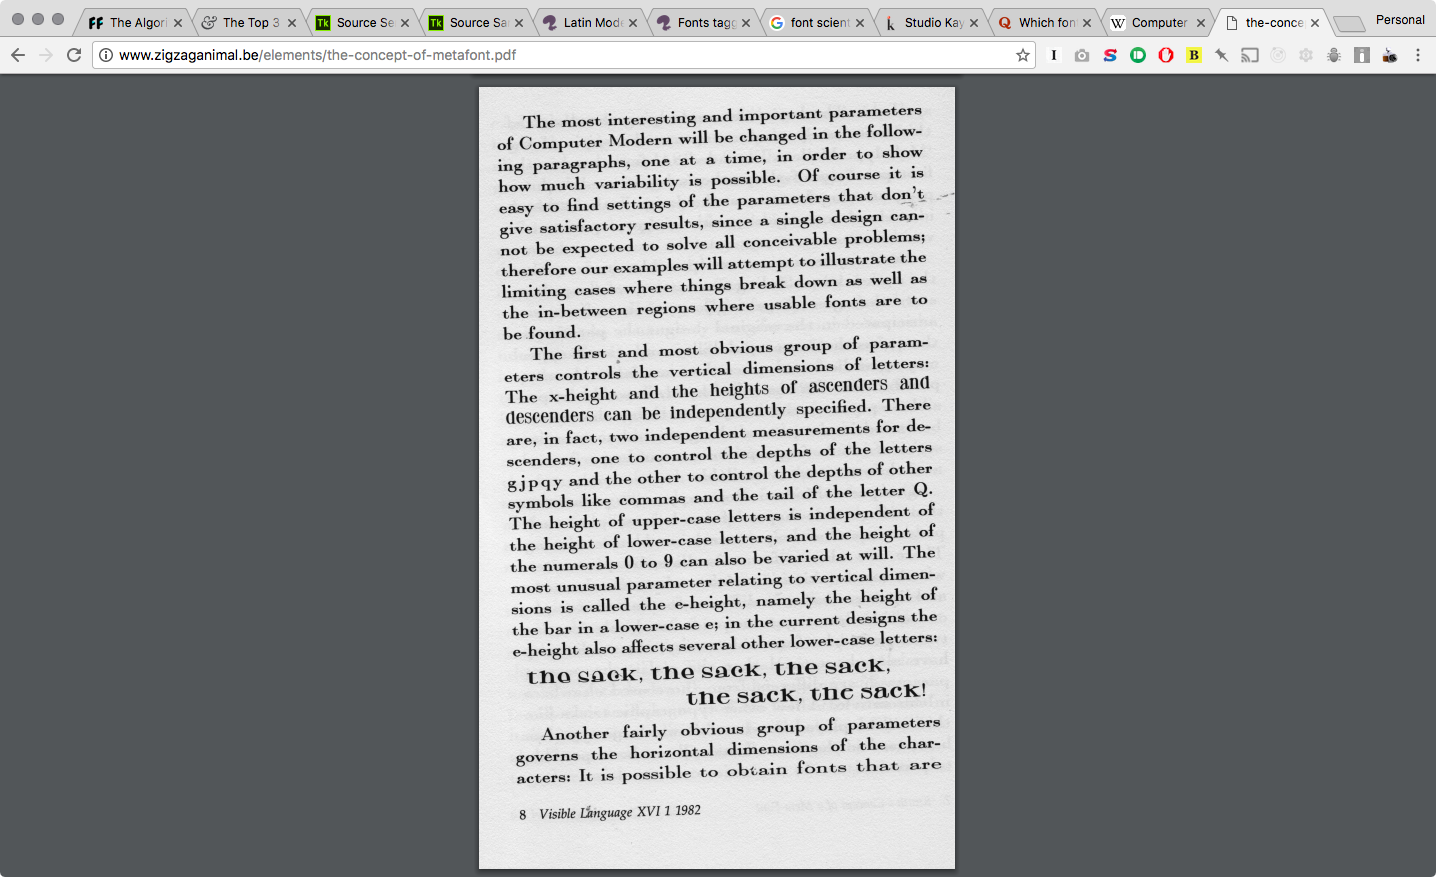 The Algori
The Top 3
Source Se
Source Sa
Latin Mode
Fonts tagg
font scient
Studio Kay
Which fon
Computer
the-conce
Personal
www.zigzaganimal.be/elements/the-concept-of-metafont.pdf
The most interesting and important parameters
of Computer Modern will be changed in the follow-
ing paragraphs, one at a time, in order to show
how much variability is possible. Of course it is
easy to find settings of the parameters that don't
give satisfactory results, since a single design can-
not be expected to solve all conceivable problems;
therefore our examples will attempt to illustrate the
limiting cases where things break down as well as
the in-between regions where usable fonts are to
be found.
The first and most obvious group of param-
eters controls the vertical dimensions of letters:
The x-height and the heights of ascenders and
descenders can be independently specified. There
are, in fact, two independent measurements for de-
scenders, one to control the depths of the letters
gjpqy and the other to control the depths of other
symbols like commas and the tail of the letter Q.
The height of upper-case letters is independent of
the height of lower-case letters, and the height of
the numerals 0 to 9 can also be varied at will. The
most unusual parameter relating to vertical dimen-
sions is called the e-height, namely the height of
the bar in a lower-case e; in the current designs the
e-height also affects several other lower-case letters:
the sack, the sack, the sack,
the sack, the sack!
Another fairly obvious group of parameters
governs the horizontal dimensions of the char-
acters: It is possible to obtain fonts that are
8 Visible Language XVI 1 1982